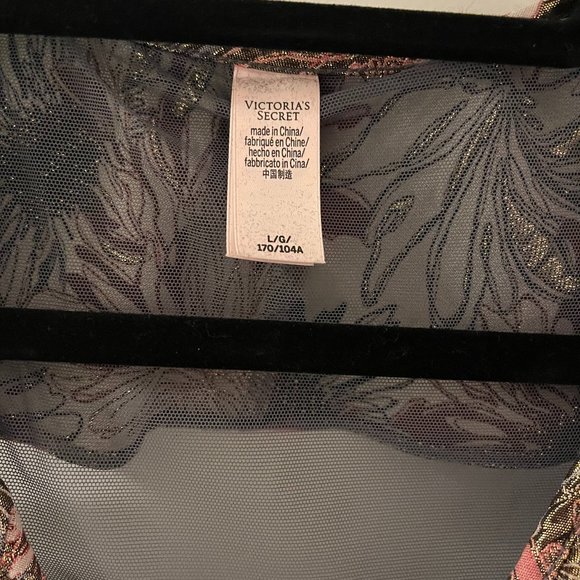 VICTORIA'S
SECRET
made in China/
fabriqué en Chine/
hecho en China/
fabbricato in Cina/
中国制造
L/G/
170/104A